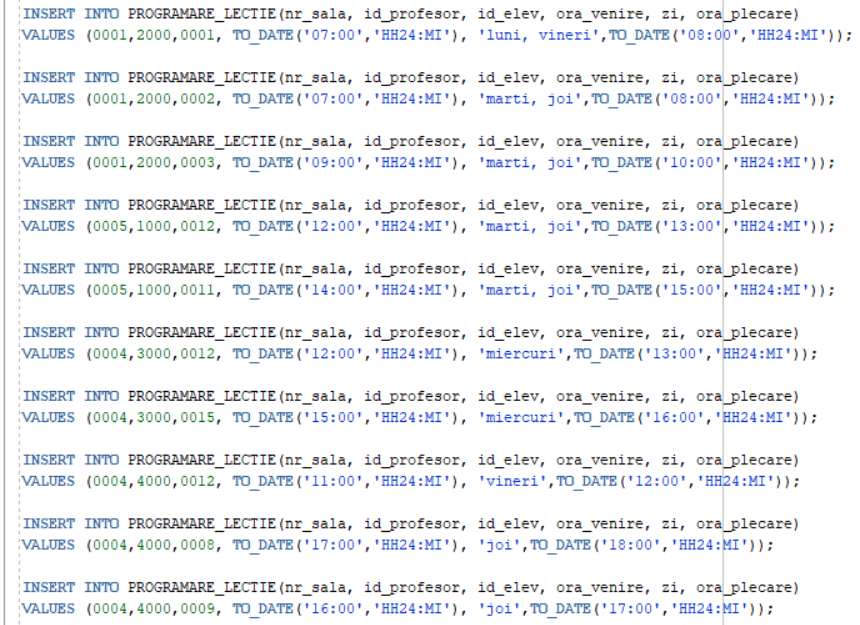 INSERT INTO PROGRAMARE_LECTIE(nr_sala, id_profesor, id_elev, ora_venire, zi, ora_plecare)
VALUES (0001,2000,0001, TO_DATE('07:00','HH24:MI'), 'luni, vineri',TO_DATE('08:00','HH24:MI'));
INSERT INTO PROGRAMARE_LECTIE(nr_sala, id_profesor, id_elev, ora_venire, zi, ora_plecare)
VALUES (0001,2000,0002, TO_DATE('07:00','HH24:MI'), 'marti, joi',TO_DATE('08:00','HH24:MI'));
INSERT INTO PROGRAMARE_LECTIE(nr_sala, id_profesor, id_elev, ora_venire, zi, ora_plecare)
VALUES (0001,2000,0003, TO_DATE('09:00','HH24:MI'), 'marti, joi',TO_DATE('10:00','HH24:MI'));
INSERT INTO PROGRAMARE_LECTIE(nr_sala, id_profesor, id_elev, ora_venire, zi, ora_plecare)
VALUES (0005,1000,0012, TO_DATE('12:00','HH24:MI'), 'marti, joi',TO_DATE('13:00','HH24:MI'));
INSERT INTO PROGRAMARE_LECTIE(nr_sala, id_profesor, id_elev, ora_venire, zi, ora_plecare)
VALUES (0005,1000,0011, TO_DATE('14:00','HH24:MI'), 'marti, joi',TO_DATE('15:00','HH24:MI'));
INSERT INTO PROGRAMARE_LECTIE(nr_sala, id_profesor, id_elev, ora_venire, zi, ora_plecare)
VALUES (0004,3000,0012, TO_DATE('12:00','HH24:MI'), 'miercuri',TO_DATE('13:00','HH24:MI'));
INSERT INTO PROGRAMARE_LECTIE(nr_sala, id_profesor, id_elev, ora_venire, zi, ora_plecare)
VALUES (0004,3000,0015, TO_DATE('15:00','HH24:MI'), 'miercuri',TO_DATE('16:00','HH24:MI'));
INSERT INTO PROGRAMARE_LECTIE(nr_sala, id_profesor, id_elev, ora_venire, zi, ora_plecare)
VALUES (0004,4000,0012, TO_DATE('11:00','HH24:MI'), 'vineri',TO_DATE('12:00','HH24:MI'));
INSERT INTO PROGRAMARE_LECTIE(nr_sala, id_profesor, id_elev, ora_venire, zi, ora_plecare)
VALUES (0004,4000,0008, TO_DATE('17:00','HH24:MI'), 'joi',TO_DATE('18:00','HH24:MI'));
INSERT INTO PROGRAMARE_LECTIE(nr_sala, id_profesor, id_elev, ora_venire, zi, ora_plecare)
VALUES (0004,4000,0009, TO_DATE('16:00','HH24:MI'), 'joi',TO_DATE('17:00','HH24:MI'));